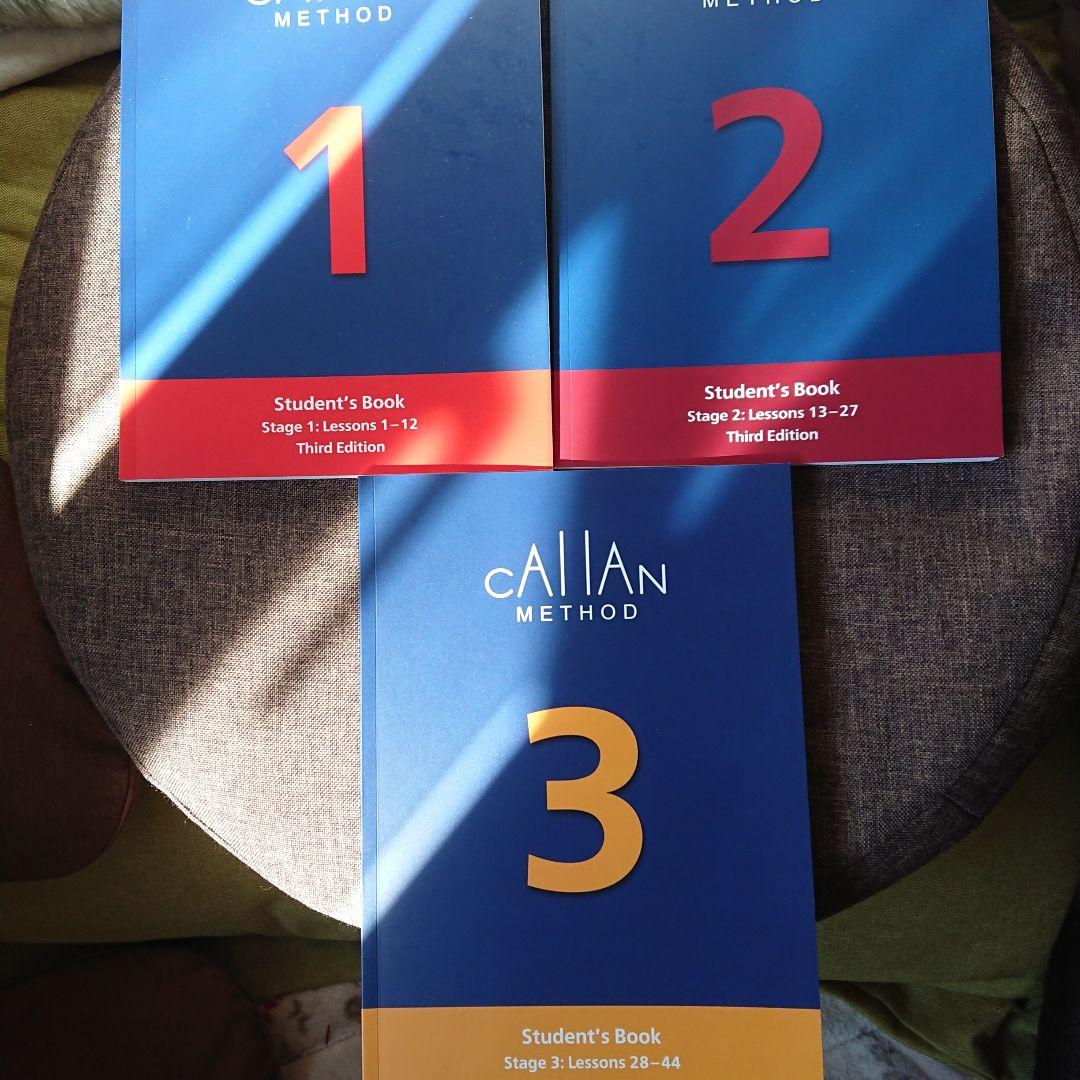 METHOD
1
Student's Book
Stage 1: Lessons 1–12
Third Edition
METHOD
2
Student's Book
Stage 2: Lessons 13–27
Third Edition
CAllAN
METHOD
3
Student's Book
Stage 3: Lessons 28–44